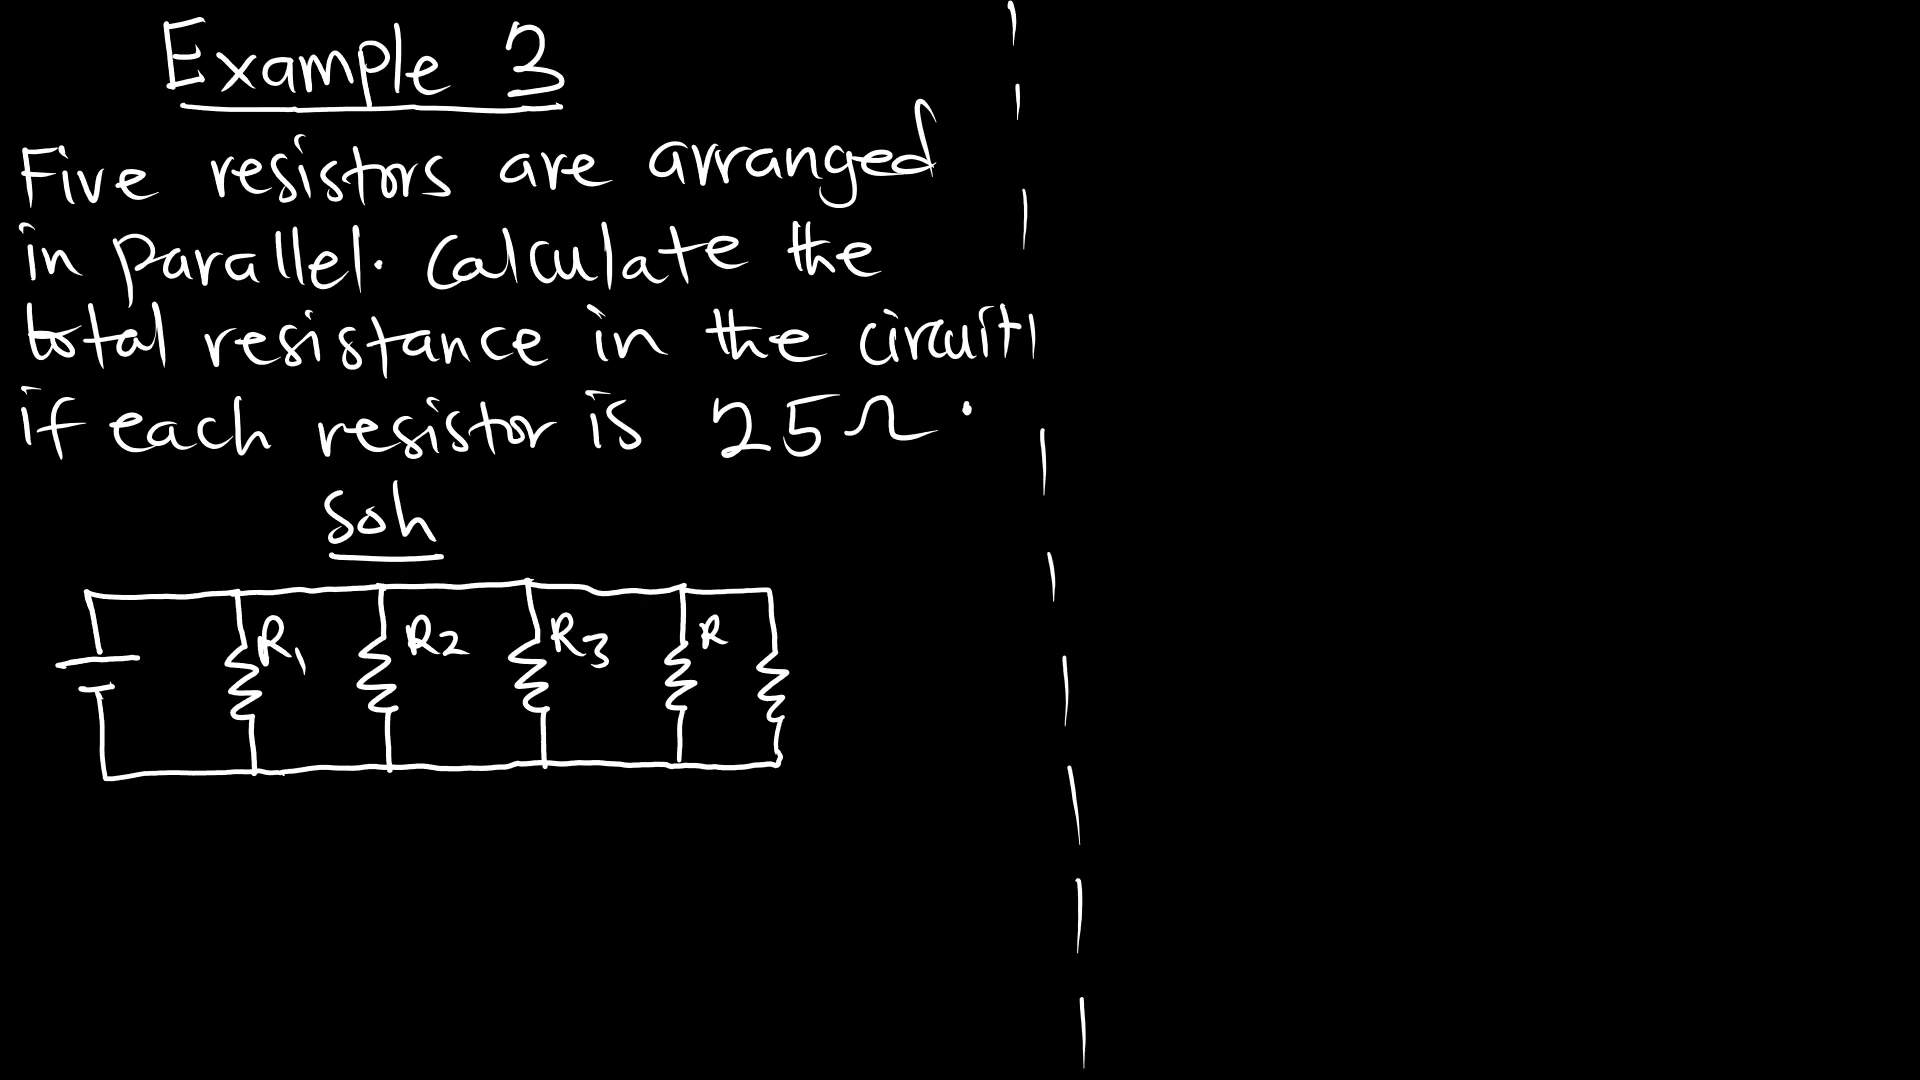 Example 3
Five resistors are arranged
in parallel. Calculate the
total resistance in the circuit
if each resistor is 25Ω.
Soln
R1 R2 R3 R